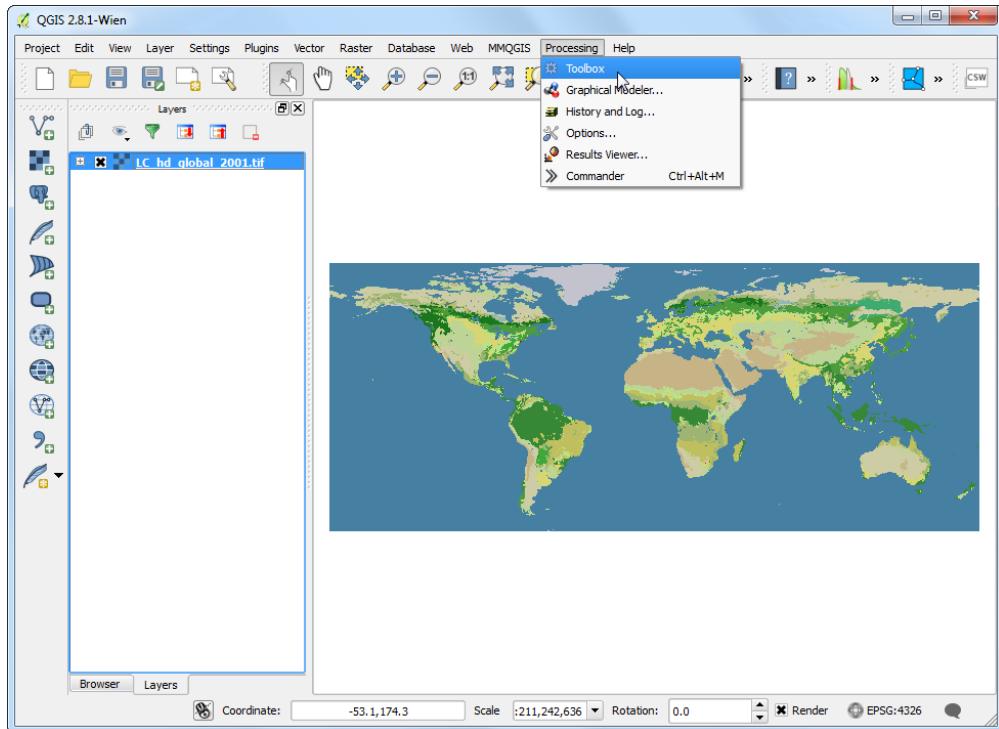 QGIS 2.8.1-Wien
Project Edit View Layer Settings Plugins Vector Raster Database Web MMQGIS Processing Help
Toolbox
Graphical Modeler...
History and Log...
Options...
Results Viewer...
Commander Ctrl+Alt+M
1:1
? » » » CSW
Layers
LC_hd_global_2001.tif
Browser Layers
Coordinate: -53.1,174.3 Scale :211,242,636 Rotation: 0.0 Render EPSG:4326